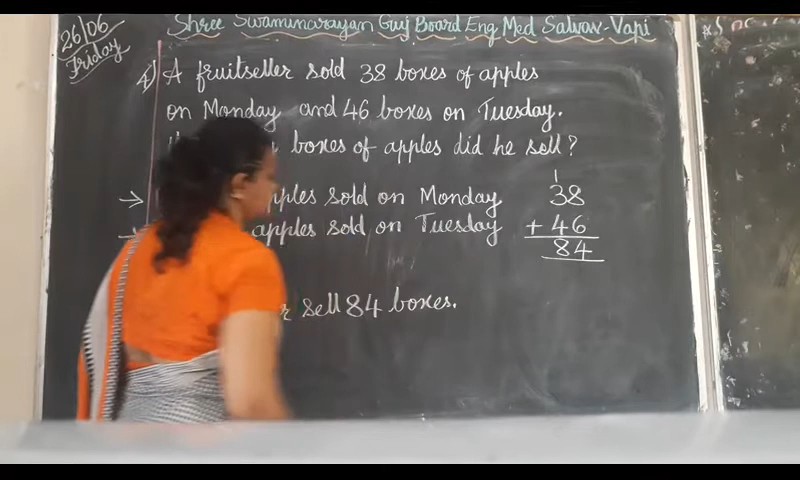 Shree Swaminarayan Guj Board Eng Med Salvav-Vapi
26/06
Friday
4) A fruitseller sold 38 boxes of apples
on Monday and 46 boxes on Tuesday.
boxes of apples did he sell?
1
→ apples sold on Monday 38
→ apples sold on Tuesday + 46
84
sell 84 boxes.